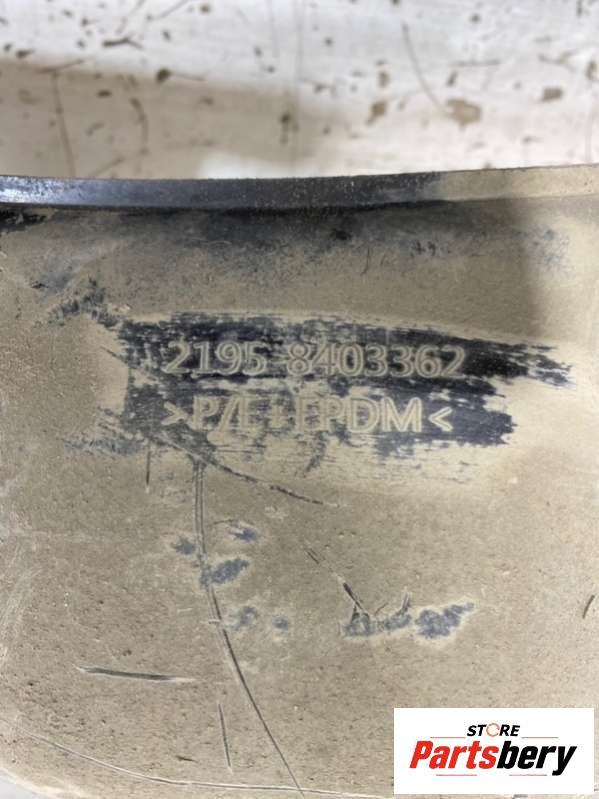 2195 8403362
>P/E+EPDM<
STORE
Partsbery